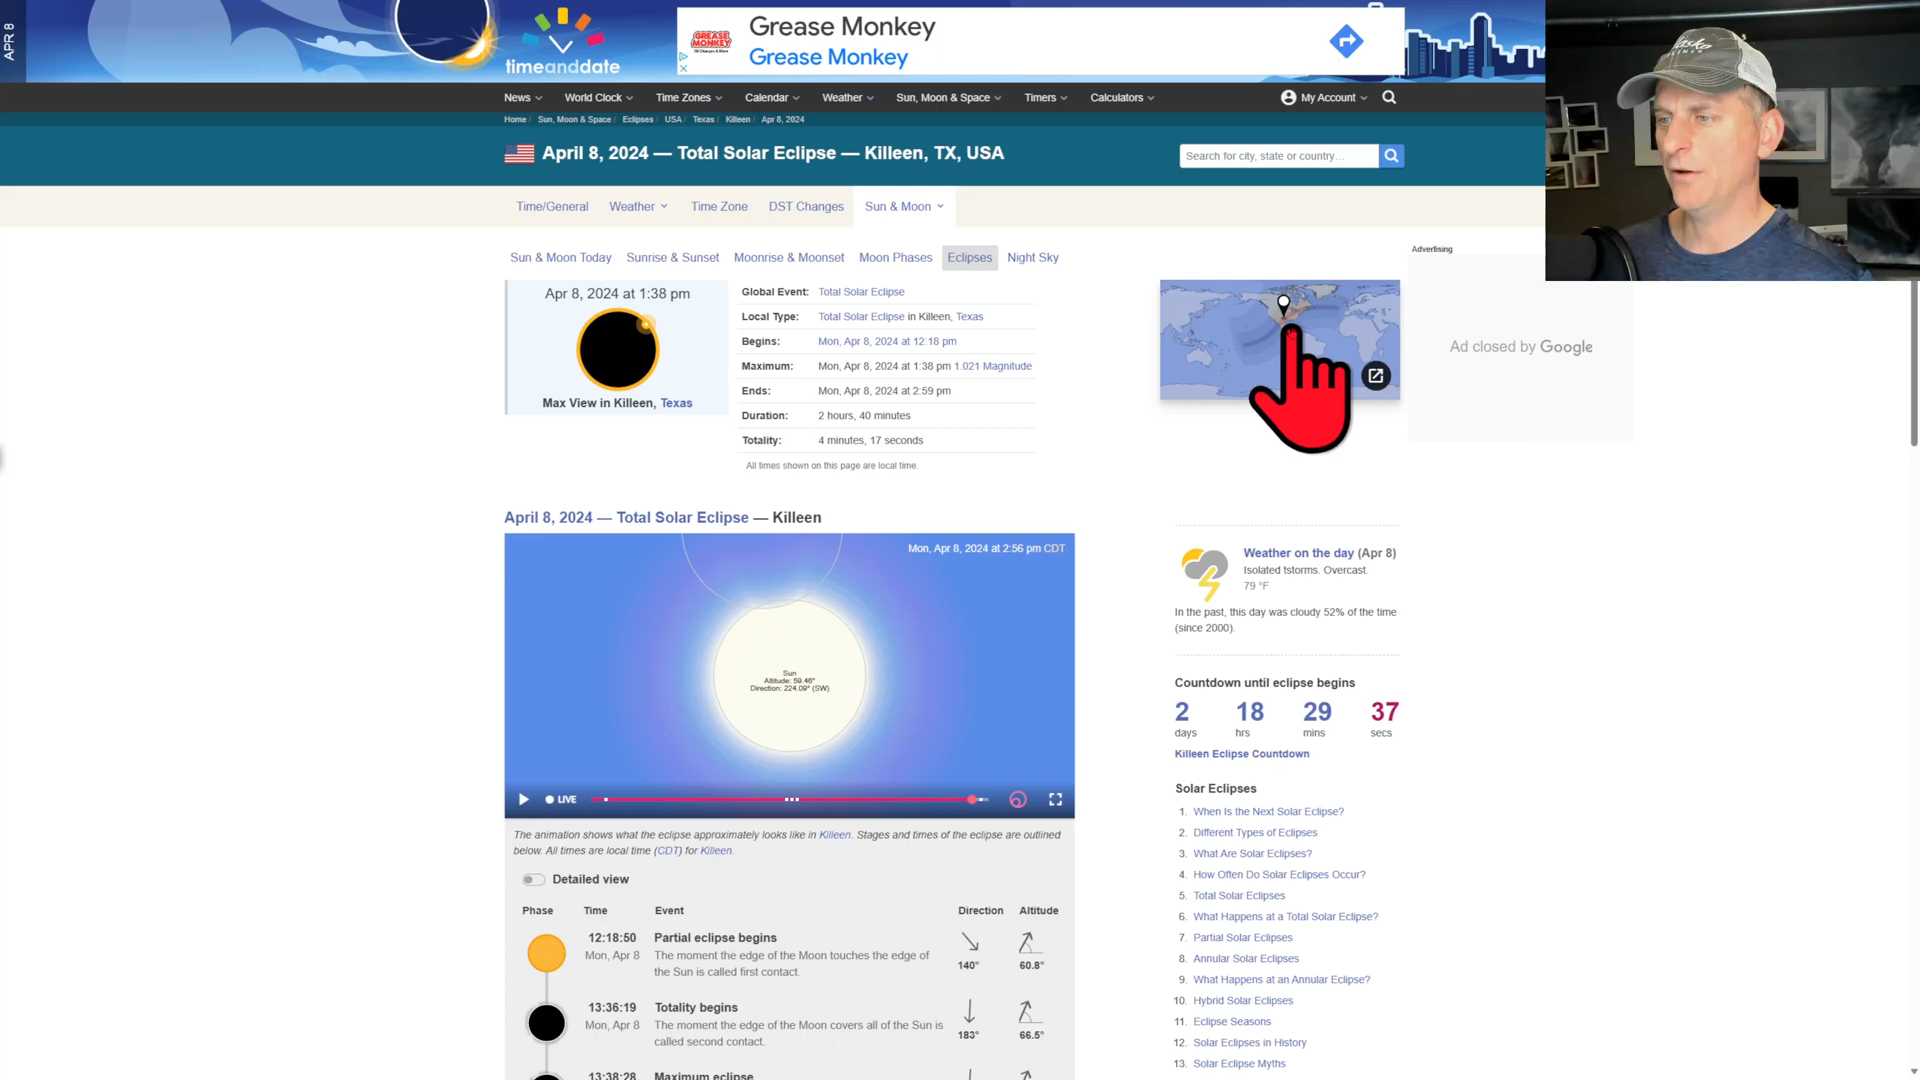 APR 8
timeanddate
GREASE MONKEY
Grease Monkey
Grease Monkey
News
World Clock
Time Zones
Calendar
Weather
Sun, Moon & Space
Timers
Calculators
My Account
Home / Sun, Moon & Space / Eclipses / USA / Texas / Killeen / Apr 8, 2024
April 8, 2024 — Total Solar Eclipse — Killeen, TX, USA
Search for city, state or country…
Time/General
Weather
Time Zone
DST Changes
Sun & Moon
Sun & Moon Today
Sunrise & Sunset
Moonrise & Moonset
Moon Phases
Eclipses
Night Sky
Advertising
Apr 8, 2024 at 1:38 pm
Max View in Killeen, Texas
Global Event: Total Solar Eclipse
Local Type: Total Solar Eclipse in Killeen, Texas
Begins: Mon, Apr 8, 2024 at 12:18 pm
Maximum: Mon, Apr 8, 2024 at 1:38 pm 1.021 Magnitude
Ends: Mon, Apr 8, 2024 at 2:59 pm
Duration: 2 hours, 40 minutes
Totality: 4 minutes, 17 seconds
All times shown on this page are local time.
Ad closed by Google
April 8, 2024 — Total Solar Eclipse — Killeen
Mon, Apr 8, 2024 at 2:56 pm CDT
Sun
Altitude: 59.46°
Direction: 224.09° (SW)
LIVE
The animation shows what the eclipse approximately looks like in Killeen. Stages and times of the eclipse are outlined
below. All times are local time (CDT) for Killeen.
Detailed view
Phase Time Event Direction Altitude
12:18:50 Partial eclipse begins
Mon, Apr 8 The moment the edge of the Moon touches the edge of
the Sun is called first contact.
140° 60.8°
13:36:19 Totality begins
Mon, Apr 8 The moment the edge of the Moon covers all of the Sun is
called second contact.
183° 66.5°
13:38:28 Maximum eclipse
Weather on the day (Apr 8)
Isolated tstorms. Overcast.
79 °F
In the past, this day was cloudy 52% of the time
(since 2000).
Countdown until eclipse begins
2 18 29 37
days hrs mins secs
Killeen Eclipse Countdown
Solar Eclipses
1. When Is the Next Solar Eclipse?
2. Different Types of Eclipses
3. What Are Solar Eclipses?
4. How Often Do Solar Eclipses Occur?
5. Total Solar Eclipses
6. What Happens at a Total Solar Eclipse?
7. Partial Solar Eclipses
8. Annular Solar Eclipses
9. What Happens at an Annular Eclipse?
10. Hybrid Solar Eclipses
11. Eclipse Seasons
12. Solar Eclipses in History
13. Solar Eclipse Myths